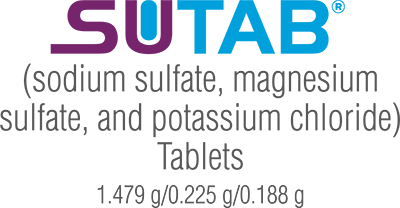 SUTAB®
(sodium sulfate, magnesium
sulfate, and potassium chloride)
Tablets
1.479 g/0.225 g/0.188 g